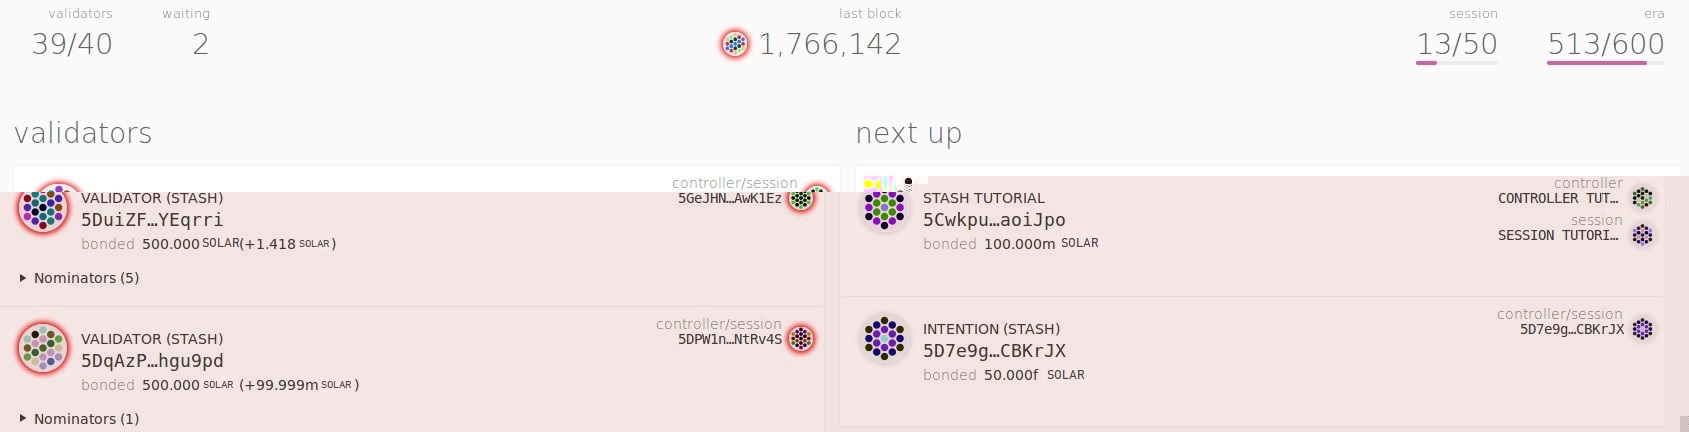 validators waiting last block session era
39/40 2 1,766,142 13/50 513/600
validators
controller/session
VALIDATOR (STASH) 5GeJHN…AwK1Ez
5DuiZF…YEqrri
bonded 500.000 SOLAR(+1.418 SOLAR)
Nominators (5)
controller/session
VALIDATOR (STASH) 5DPW1n…NtRv4S
5DqAzP…hgu9pd
bonded 500.000 SOLAR (+99.999m SOLAR)
Nominators (1)
next up
controller
STASH TUTORIAL CONTROLLER TUT…
5Cwkpu…aoiJpo session
SESSION TUTORI…
bonded 100.000m SOLAR
controller/session
INTENTION (STASH) 5D7e9g…CBKrJX
5D7e9g…CBKrJX
bonded 50.000f SOLAR